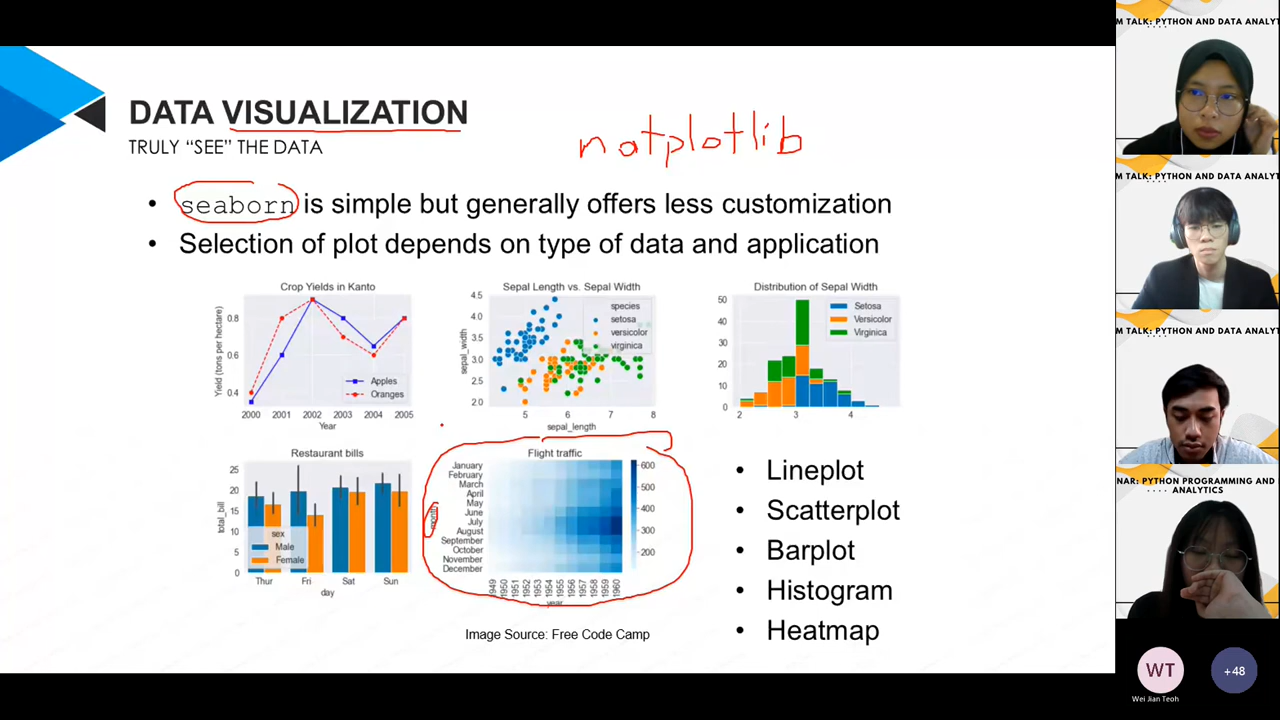 DATA VISUALIZATION
TRULY “SEE” THE DATA
natplotlib
• seaborn is simple but generally offers less customization
• Selection of plot depends on type of data and application
Crop Yields in Kanto
Yield (tons per hectare)
0.8
0.6
0.4
Apples
Oranges
2000 2001 2002 2003 2004 2005
Year
Sepal Length vs. Sepal Width
sepal_width
4.5
4.0
3.5
3.0
2.5
2.0
species
setosa
versicolor
virginica
5 6 7 8
sepal_length
Distribution of Sepal Width
50
40
30
20
10
0
Setosa
Versicolor
Virginica
2 3 4
Restaurant bills
total_bill
25
20
15
10
5
0
sex
Male
Female
Thur Fri Sat Sun
day
Flight traffic
month
January
February
March
April
May
June
July
August
September
October
November
December
600
500
400
300
200
1949 1950 1951 1952 1953 1954 1955 1956 1957 1958 1959 1960
year
Image Source: Free Code Camp
• Lineplot
• Scatterplot
• Barplot
• Histogram
• Heatmap
M TALK: PYTHON AND DATA ANALYT
M TALK: PYTHON AND DATA ANALYT
M TALK: PYTHON AND DATA ANALYT
NAR: PYTHON PROGRAMMING AND
ANALYTICS
WT
Wei Jian Teoh
+48